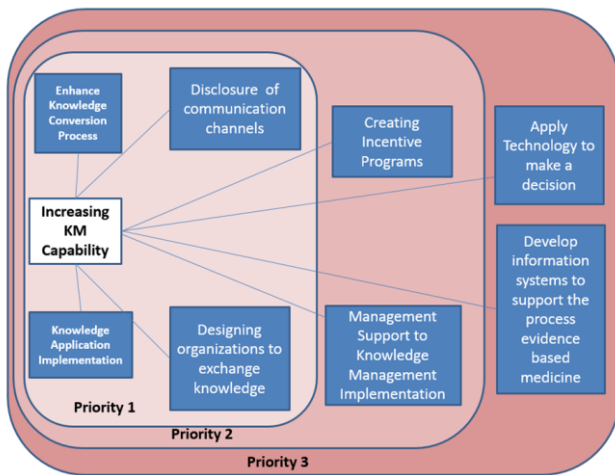 Enhance
Knowledge
Conversion
Process
Disclosure of
communication
channels
Creating
Incentive
Programs
Apply
Technology to
make a
decision
Increasing
KM
Capability
Develop
information
systems to
support the
process
evidence
based
medicine
Knowledge
Application
Implementation
Designing
organizations to
exchange
knowledge
Management
Support to
Knowledge
Management
Implementation
Priority 1
Priority 2
Priority 3